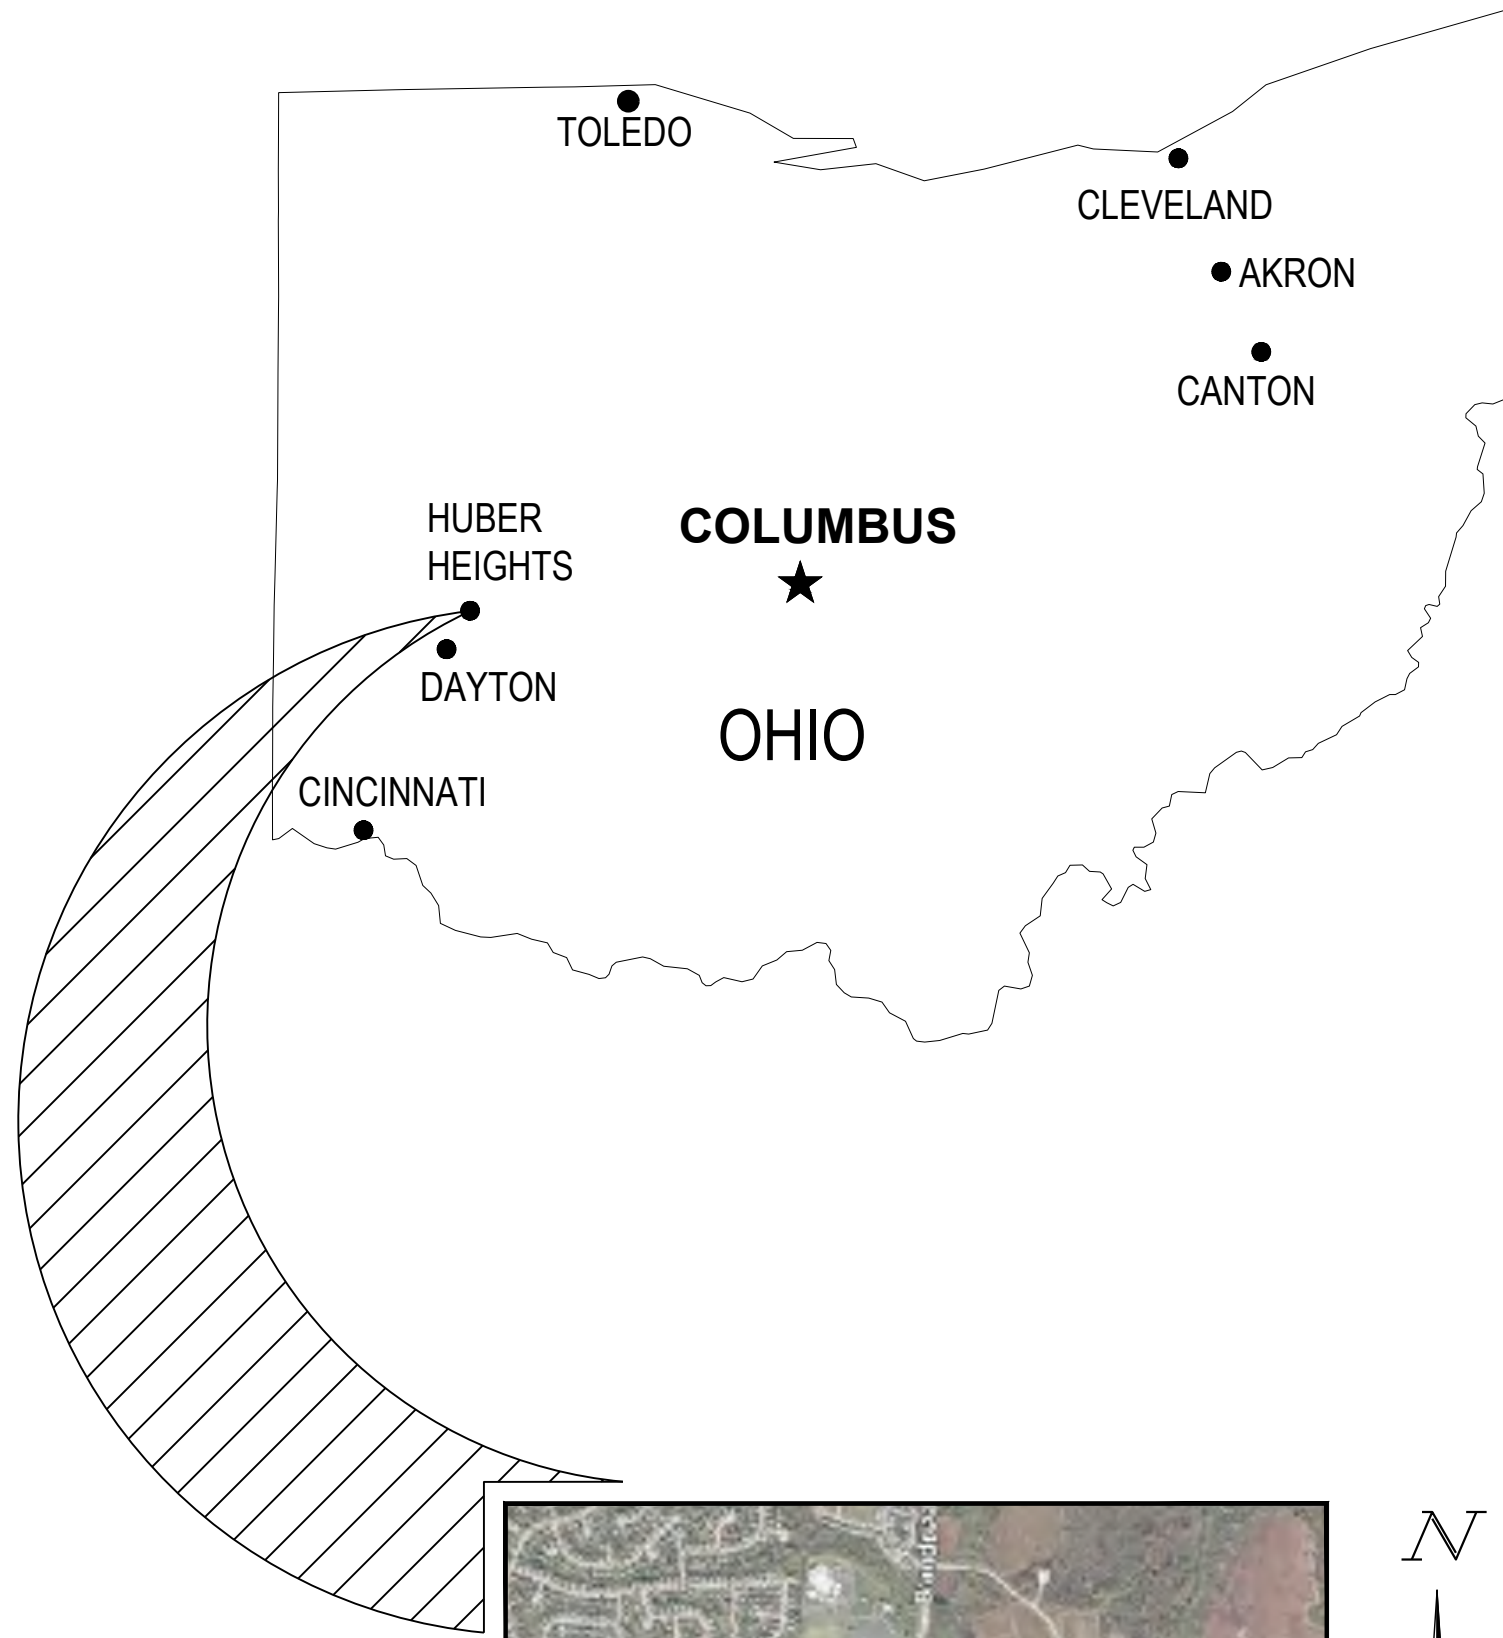 TOLEDO
CLEVELAND
AKRON
CANTON
HUBER
HEIGHTS
COLUMBUS
DAYTON
OHIO
CINCINNATI
N